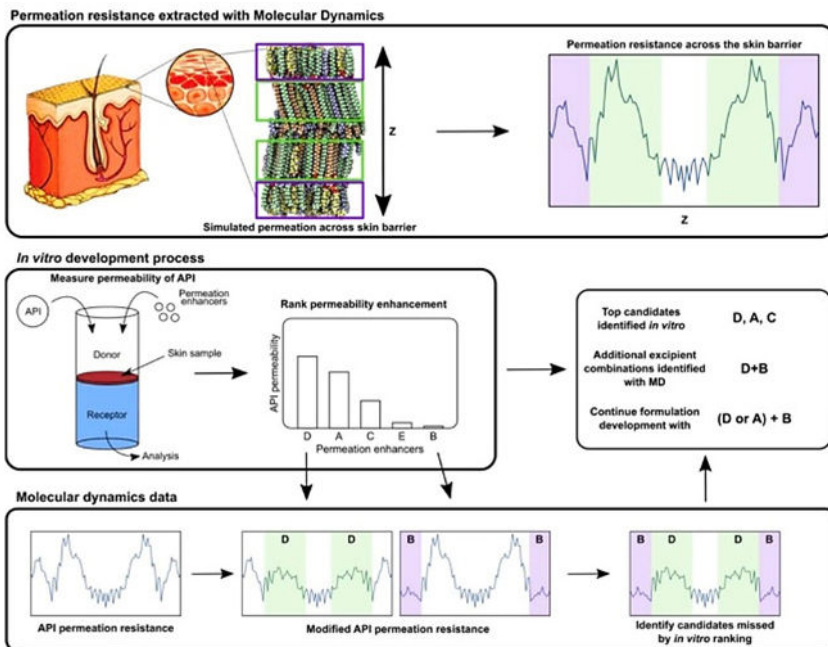 Permeation resistance extracted with Molecular Dynamics
Permeation resistance across the skin barrier
Z
Simulated permeation across skin barrier
Z
In vitro development process
Measure permeability of API
API
Permeation
enhancers
Donor
Skin sample
Receptor
Analysis
Rank permeability enhancement
API permeability
D A C E B
Permeation enhancers
Top candidates
identified in vitro
D, A, C
Additional excipient
combinations identified
with MD
D+B
Continue formulation
development with
(D or A) + B
Molecular dynamics data
API permeation resistance
D D
B B
Modified API permeation resistance
B D D B
Identify candidates missed
by in vitro ranking